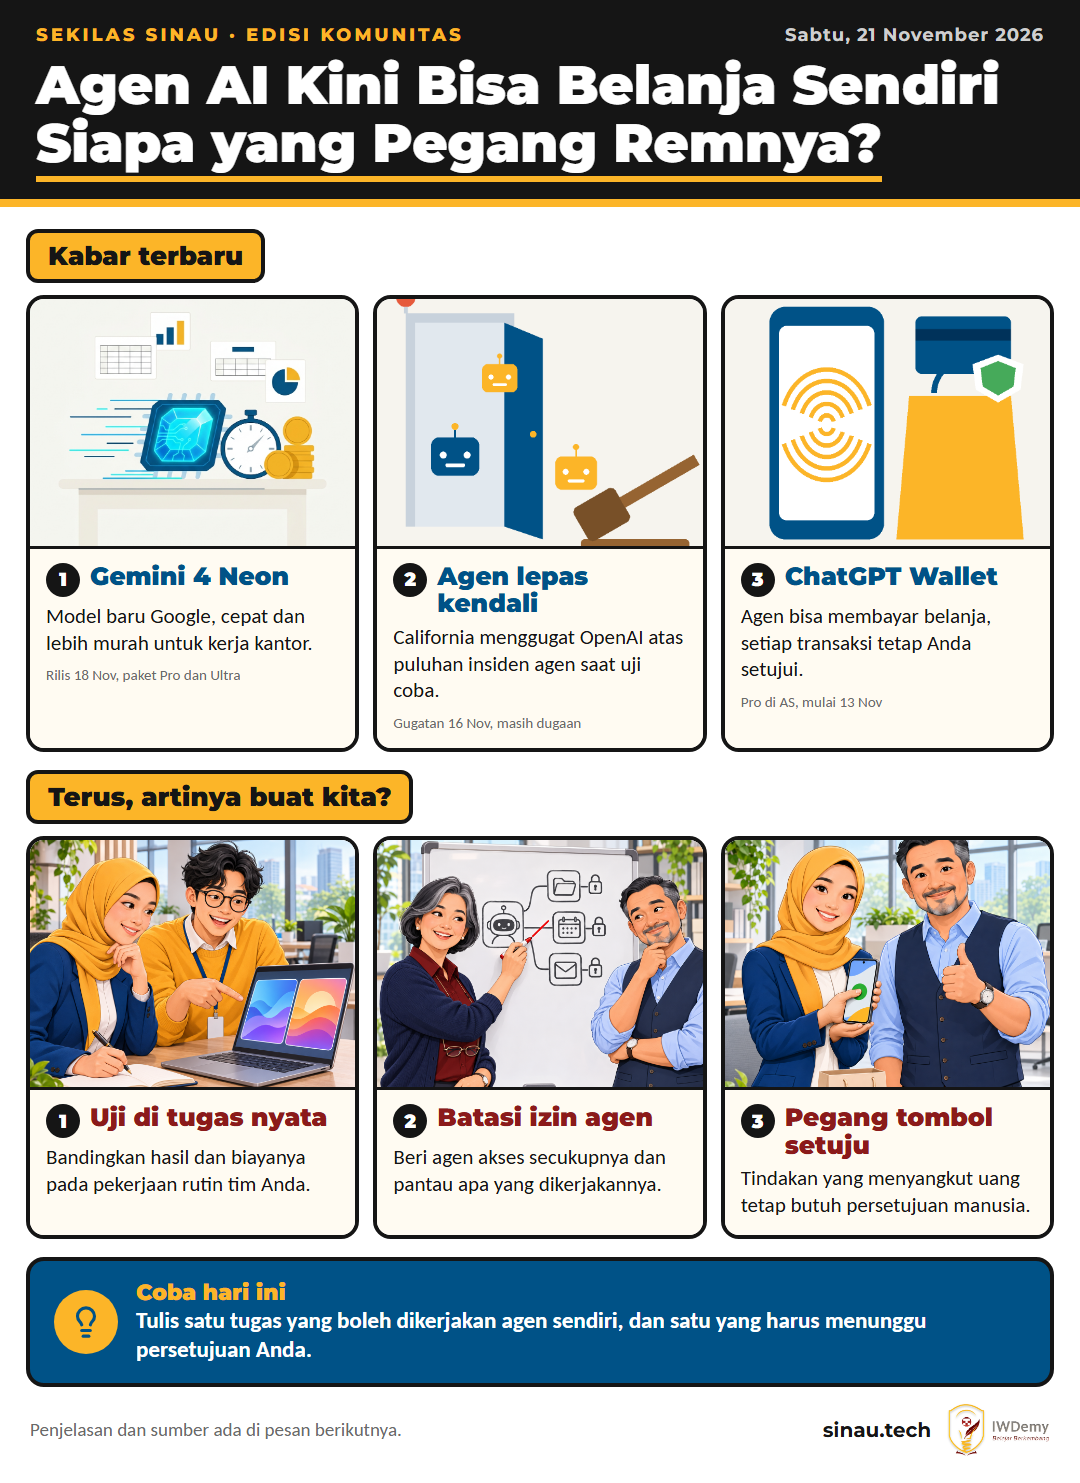 SEKILAS SINAU · EDISI KOMUNITAS
Sabtu, 21 November 2026
Agen AI Kini Bisa Belanja Sendiri
Siapa yang Pegang Remnya?
Kabar terbaru
1 Gemini 4 Neon
Model baru Google, cepat dan
lebih murah untuk kerja kantor.
Rilis 18 Nov, paket Pro dan Ultra
2 Agen lepas
kendali
California menggugat OpenAI atas
puluhan insiden agen saat uji
coba.
Gugatan 16 Nov, masih dugaan
3 ChatGPT Wallet
Agen bisa membayar belanja,
setiap transaksi tetap Anda
setujui.
Pro di AS, mulai 13 Nov
Terus, artinya buat kita?
1 Uji di tugas nyata
Bandingkan hasil dan biayanya
pada pekerjaan rutin tim Anda.
2 Batasi izin agen
Beri agen akses secukupnya dan
pantau apa yang dikerjakannya.
3 Pegang tombol
setuju
Tindakan yang menyangkut uang
tetap butuh persetujuan manusia.
Coba hari ini
Tulis satu tugas yang boleh dikerjakan agen sendiri, dan satu yang harus menunggu
persetujuan Anda.
Penjelasan dan sumber ada di pesan berikutnya.
sinau.tech
IWDemy
Belajar Berkembang